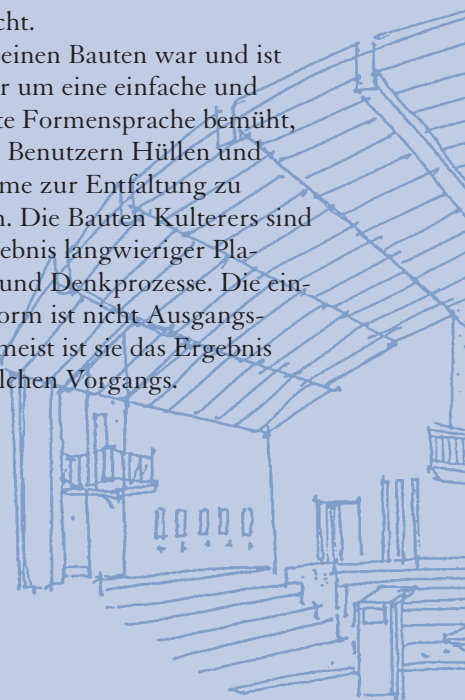 cht.
einen Bauten war und ist
r um eine einfache und
te Formensprache bemüht,
Benutzern Hüllen und
me zur Entfaltung zu
n. Die Bauten Kulterers sind
ebnis langwieriger Pla-
und Denkprozesse. Die ein-
orm ist nicht Ausgangs-
meist ist sie das Ergebnis
lchen Vorgangs.